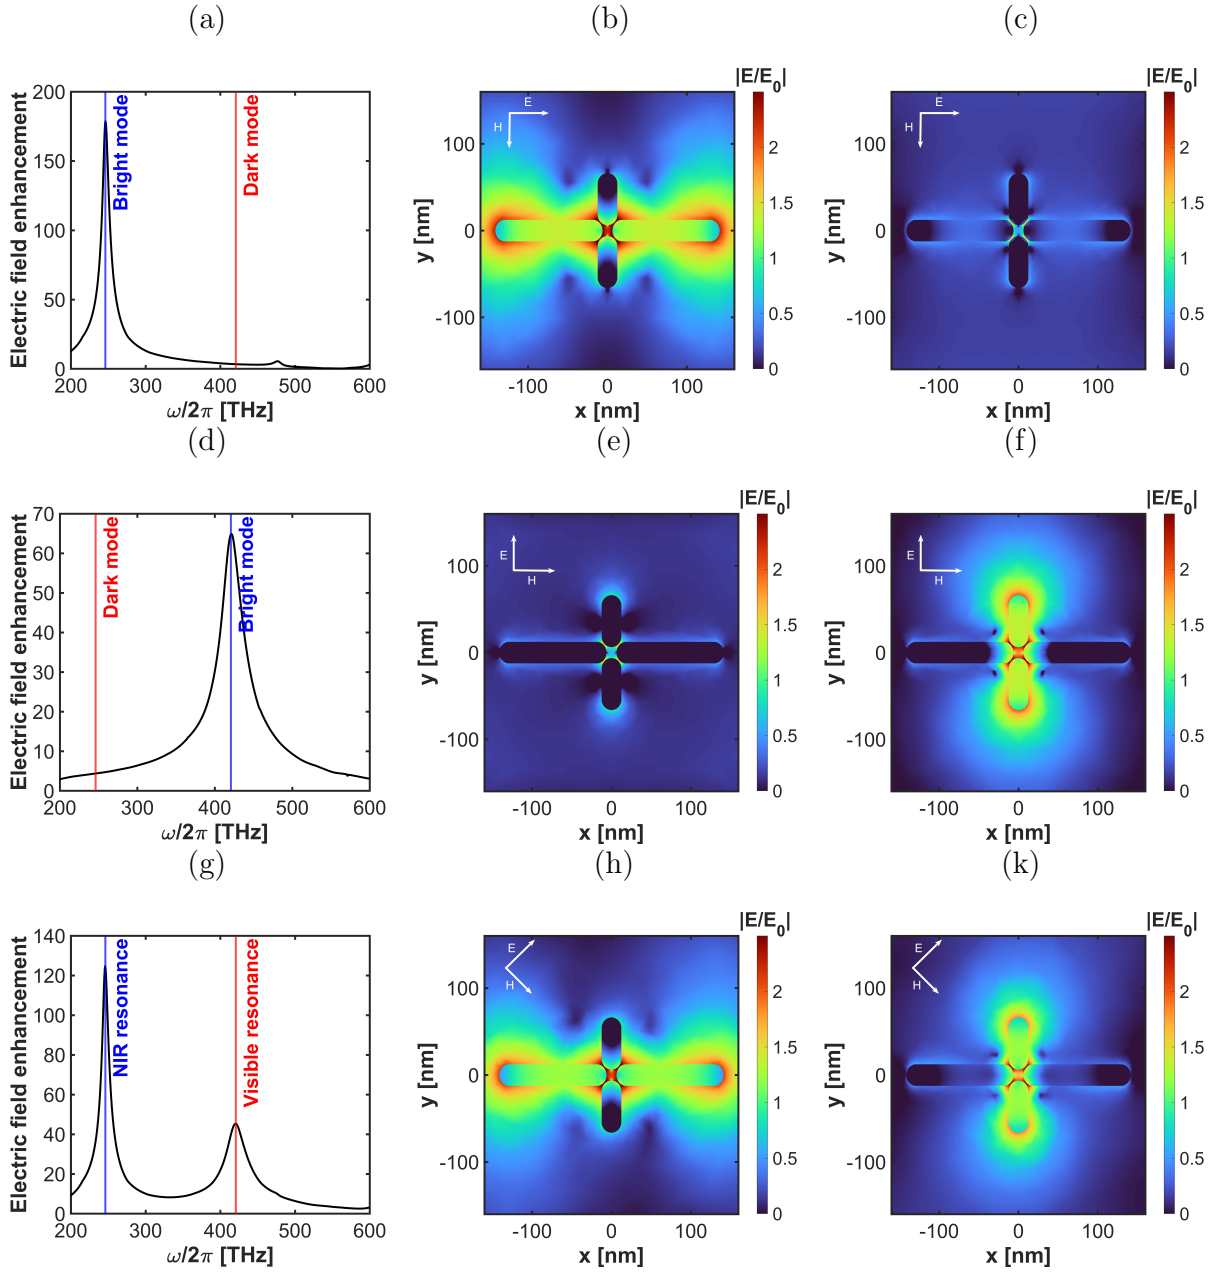 (a)
(b)
(c)
Electric field enhancement
200
150
100
50
0
200 300 400 500 600
ω/2π [THz]
Bright mode
Dark mode
|E/E0|
y [nm]
100
0
-100
-100 0 100
x [nm]
E
H
2
1.5
1
0.5
0
|E/E0|
y [nm]
100
0
-100
-100 0 100
x [nm]
E
H
2
1.5
1
0.5
0
(d)
(e)
(f)
Electric field enhancement
70
60
50
40
30
20
10
0
200 300 400 500 600
ω/2π [THz]
Dark mode
Bright mode
|E/E0|
y [nm]
100
0
-100
-100 0 100
x [nm]
E
H
2
1.5
1
0.5
0
|E/E0|
y [nm]
100
0
-100
-100 0 100
x [nm]
E
H
2
1.5
1
0.5
0
(g)
(h)
(k)
Electric field enhancement
140
120
100
80
60
40
20
0
200 300 400 500 600
ω/2π [THz]
NIR resonance
Visible resonance
|E/E0|
y [nm]
100
0
-100
-100 0 100
x [nm]
E
H
2
1.5
1
0.5
0
|E/E0|
y [nm]
100
0
-100
-100 0 100
x [nm]
E
H
2
1.5
1
0.5
0